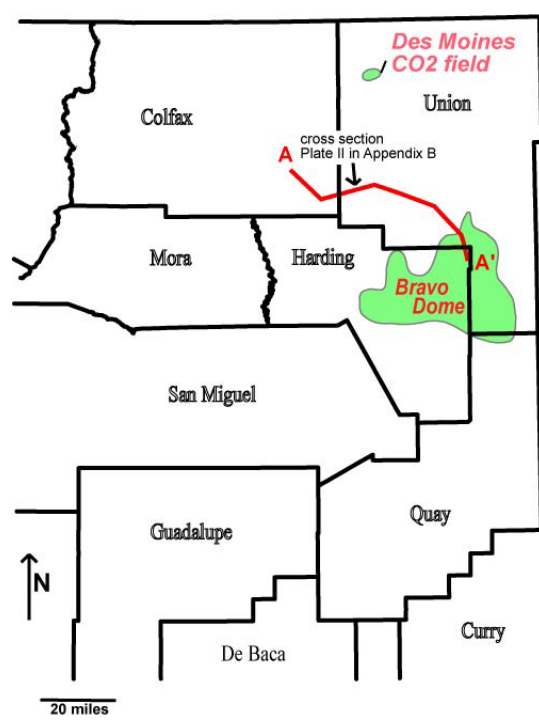 Des Moines
CO2 field
Union
Colfax
cross section
Plate II in Appendix B
A
Mora
Harding
A'
Bravo
Dome
San Miguel
Guadalupe
Quay
N
Curry
De Baca
20 miles